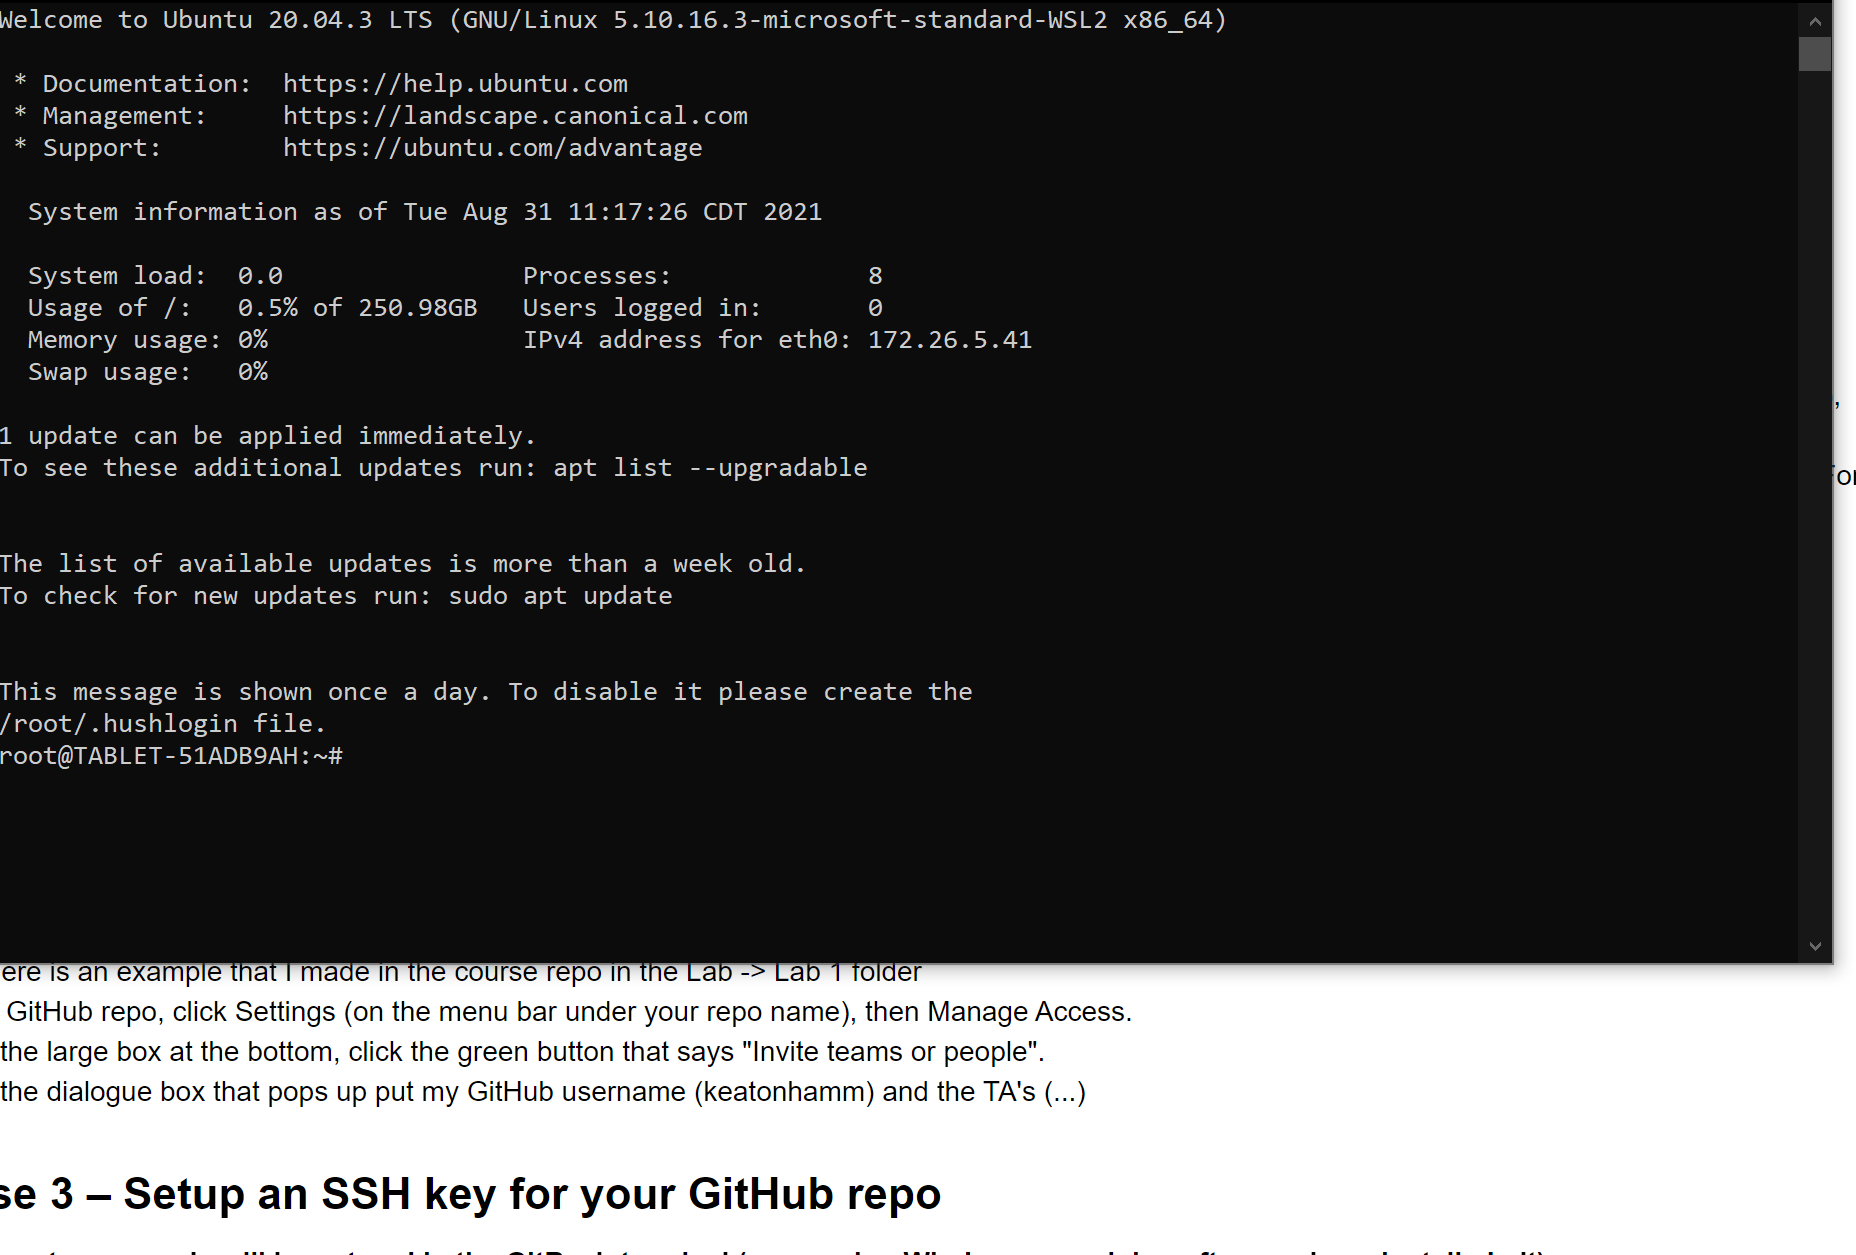 Welcome to Ubuntu 20.04.3 LTS (GNU/Linux 5.10.16.3-microsoft-standard-WSL2 x86_64)
* Documentation: https://help.ubuntu.com
* Management: https://landscape.canonical.com
* Support: https://ubuntu.com/advantage
System information as of Tue Aug 31 11:17:26 CDT 2021
System load: 0.0 Processes: 8
Usage of /: 0.5% of 250.98GB Users logged in: 0
Memory usage: 0% IPv4 address for eth0: 172.26.5.41
Swap usage: 0%
1 update can be applied immediately.
To see these additional updates run: apt list --upgradable
The list of available updates is more than a week old.
To check for new updates run: sudo apt update
This message is shown once a day. To disable it please create the
/root/.hushlogin file.
root@TABLET-51ADB9AH:~#
ere is an example that I made in the course repo in the Lab -> Lab 1 folder
GitHub repo, click Settings (on the menu bar under your repo name), then Manage Access.
the large box at the bottom, click the green button that says "Invite teams or people".
the dialogue box that pops up put my GitHub username (keatonhamm) and the TA's (...)
se 3 – Setup an SSH key for your GitHub repo